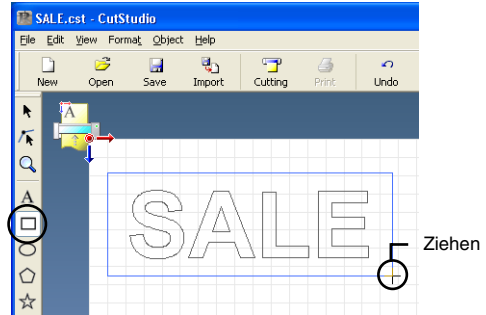 SALE.cst - CutStudio
File Edit View Format Object Help
New Open Save Import Cutting Print Undo
A
A
SALE
Ziehen